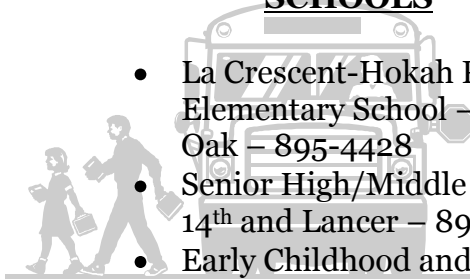 SCHOOLS
• La Crescent-Hokah
Elementary School –
Oak – 895-4428
• Senior High/Middle
14th and Lancer – 89
• Early Childhood and